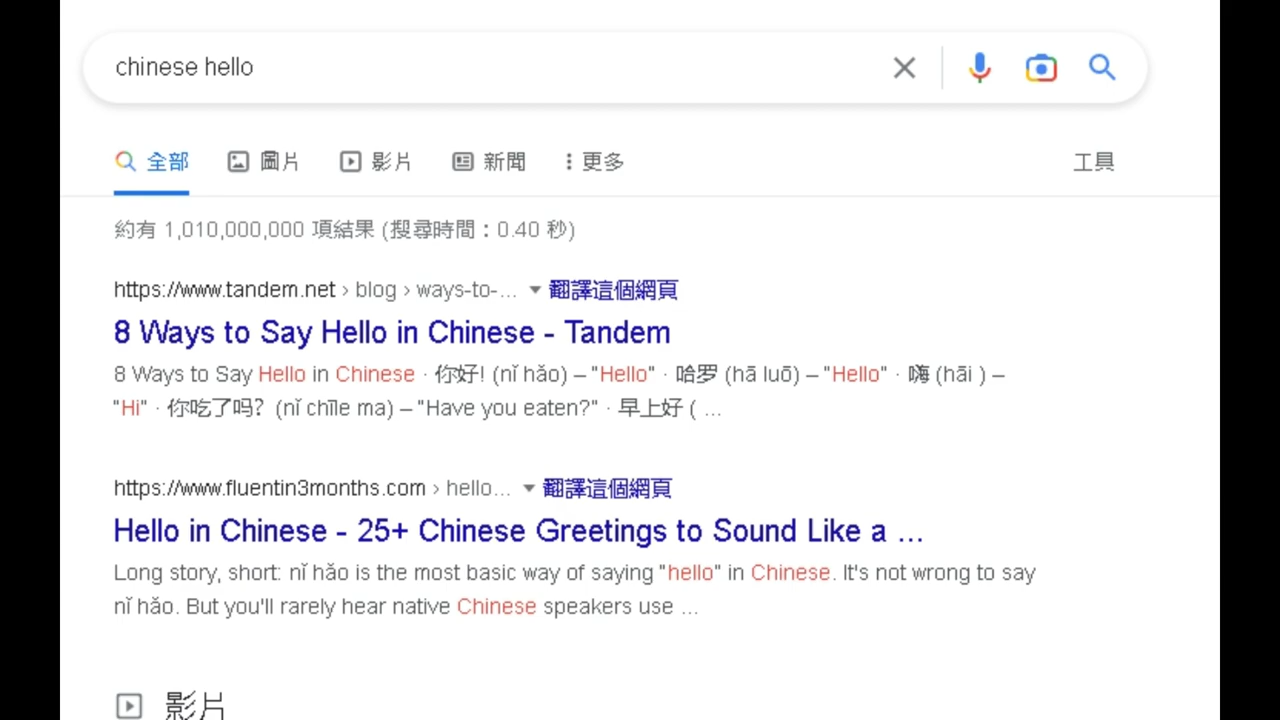 chinese hello
全部 圖片 影片 新聞 更多 工具
約有 1,010,000,000 項結果 (搜尋時間：0.40 秒)
https://www.tandem.net › blog › ways-to-... 翻譯這個網頁
8 Ways to Say Hello in Chinese - Tandem
8 Ways to Say Hello in Chinese · 你好! (nǐ hǎo) – "Hello" · 哈罗 (hā luō) – "Hello" · 嗨 (hāi ) –
"Hi" · 你吃了吗？(nǐ chīle ma) – "Have you eaten?" · 早上好 ( ...
https://www.fluentin3months.com › hello... 翻譯這個網頁
Hello in Chinese - 25+ Chinese Greetings to Sound Like a ...
Long story, short: nǐ hǎo is the most basic way of saying "hello" in Chinese. It's not wrong to say
nǐ hǎo. But you'll rarely hear native Chinese speakers use ...
影片